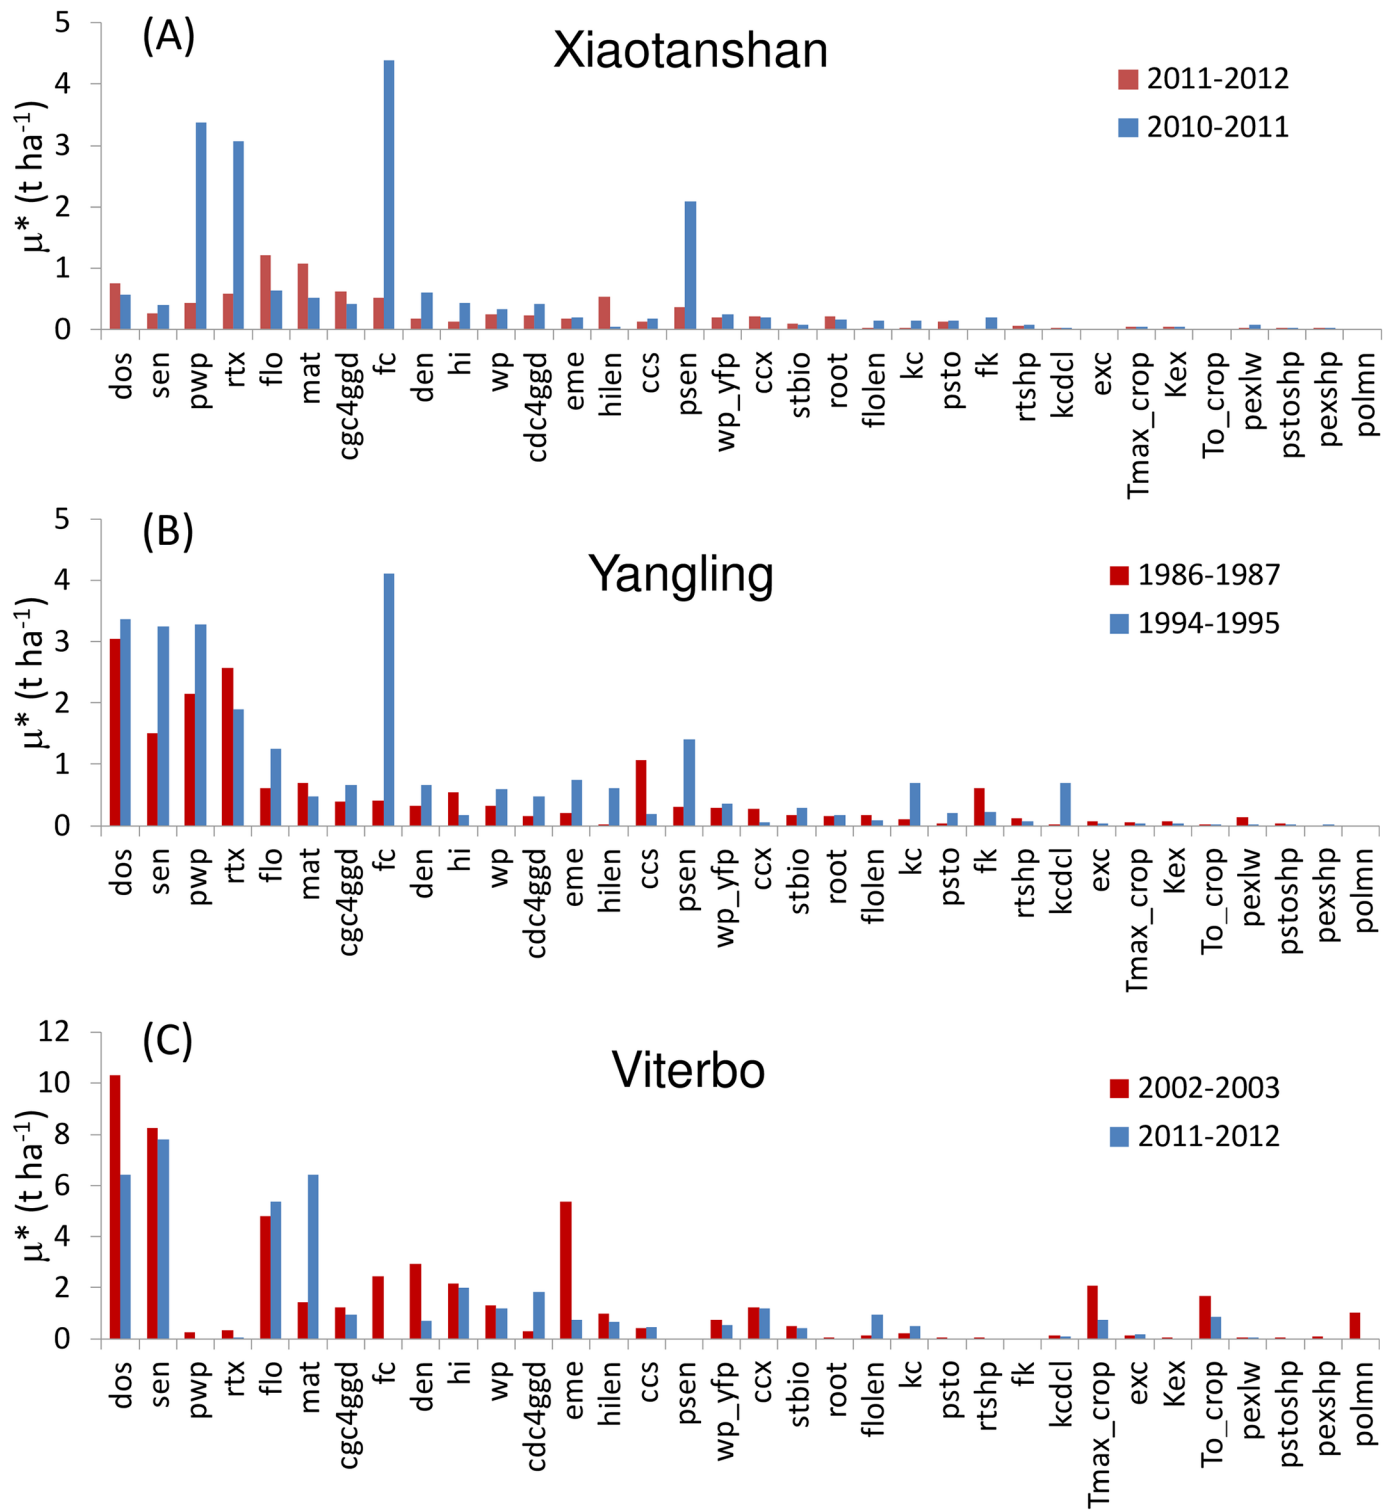 (A)
Xiaotanshan
2011-2012
2010-2011
μ* (t ha⁻¹)
5
4
3
2
1
0
dos sen pwp rtx flo mat cgc4ggd fc den hi wp cdc4ggd eme hilen ccs psen wp_yfp ccx stbio root flolen kc psto fk rtshp kcdcl exc Tmax_crop Kex To_crop pexlw pstoshp pexshp polmn
(B)
Yangling
1986-1987
1994-1995
μ* (t ha⁻¹)
5
4
3
2
1
0
dos sen pwp rtx flo mat cgc4ggd fc den hi wp cdc4ggd eme hilen ccs psen wp_yfp ccx stbio root flolen kc psto fk rtshp kcdcl exc Tmax_crop Kex To_crop pexlw pstoshp pexshp polmn
(C)
Viterbo
2002-2003
2011-2012
μ* (t ha⁻¹)
12
10
8
6
4
2
0
dos sen pwp rtx flo mat cgc4ggd fc den hi wp cdc4ggd eme hilen ccs psen wp_yfp ccx stbio root flolen kc psto rtshp fk kcdcl Tmax_crop exc Kex To_crop pexlw pstoshp pexshp polmn